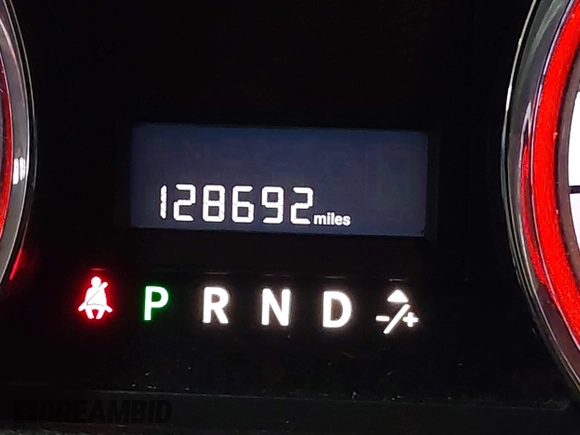 128692 miles
P R N D -/+
DREAMBID